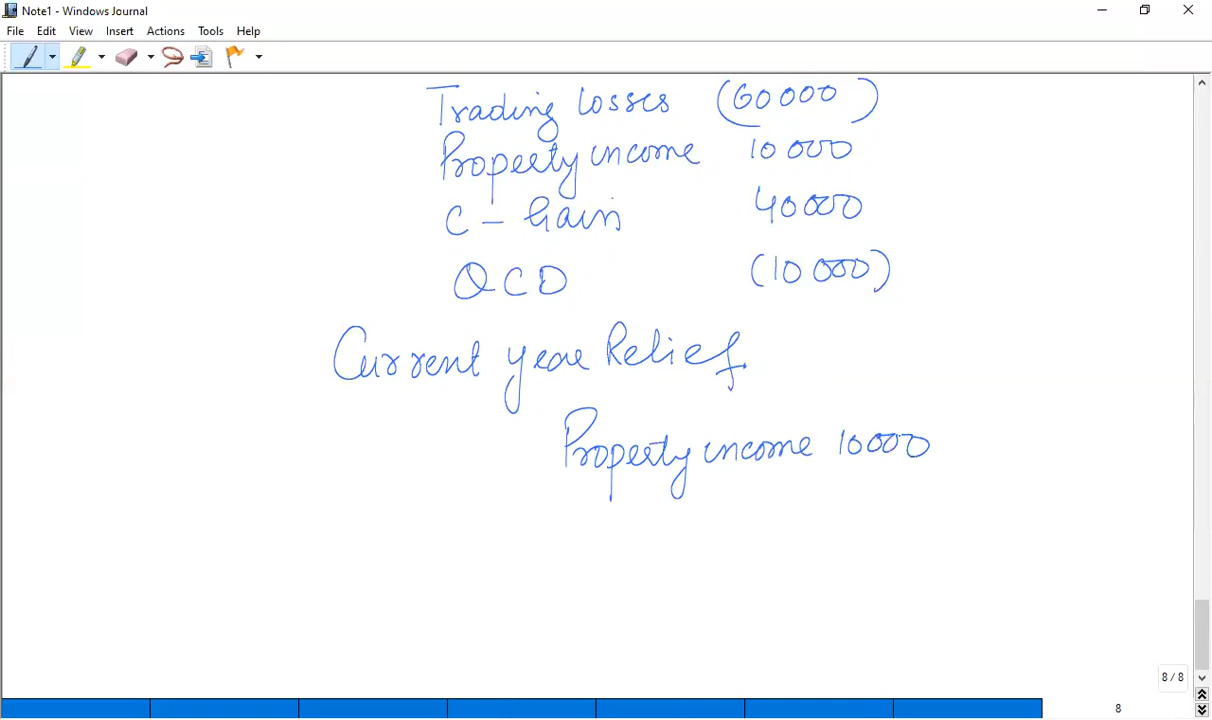 Note1 - Windows Journal
File Edit View Insert Actions Tools Help
Trading losses (60000)
Property income 10000
C - Gain 40000
QCD (10000)
Current year Relief
Property income 10000
8 / 8
8